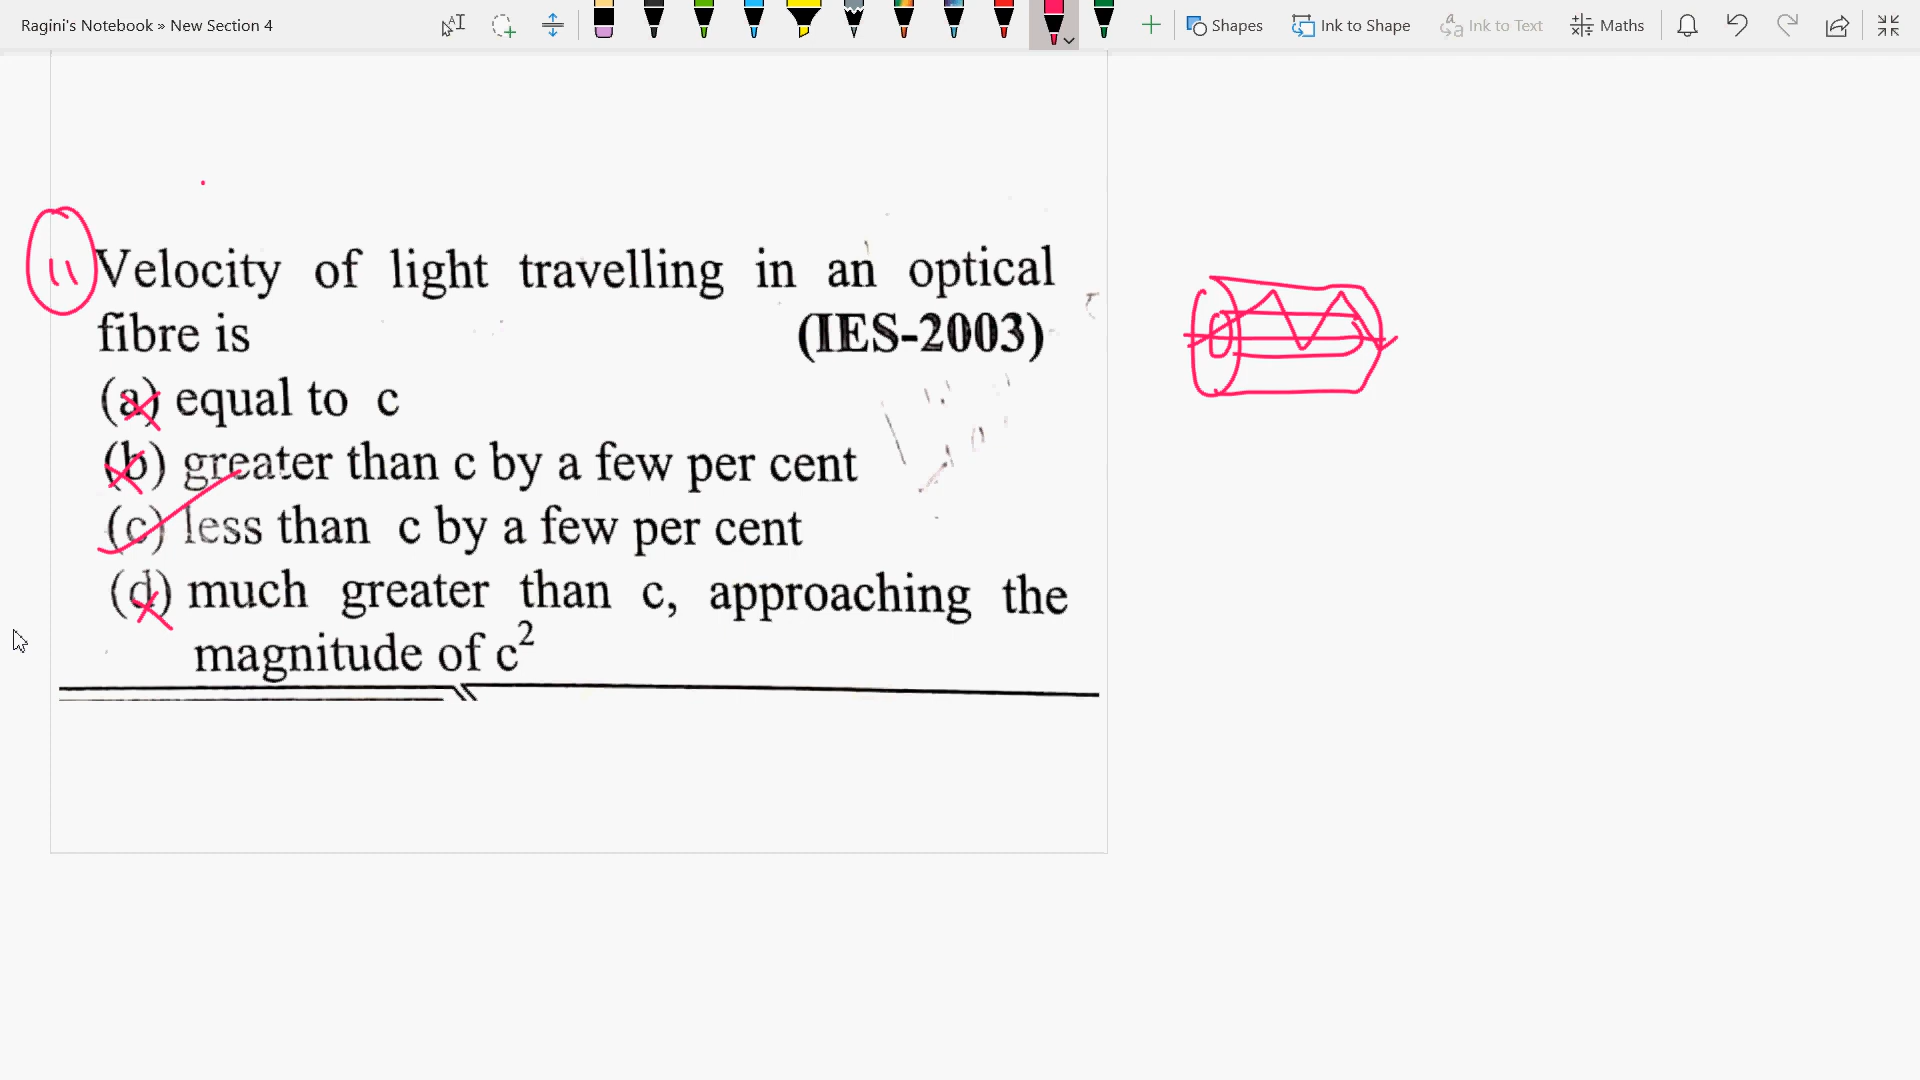 Ragini's Notebook » New Section 4
Shapes
Ink to Shape
Ink to Text
Maths
11
Velocity of light travelling in an optical
fibre is (IES-2003)
(a) equal to c
(b) greater than c by a few per cent
(c) less than c by a few per cent
(d) much greater than c, approaching the
magnitude of c²